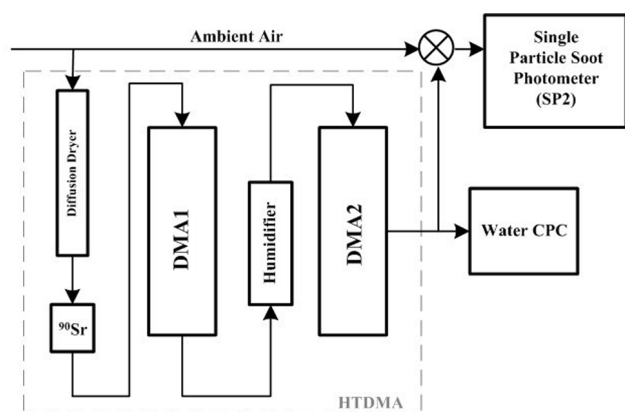 Ambient Air
Single
Particle Soot
Photometer
(SP2)
Diffusion Dryer
⁹⁰Sr
DMA1
Humidifier
DMA2
Water CPC
HTDMA